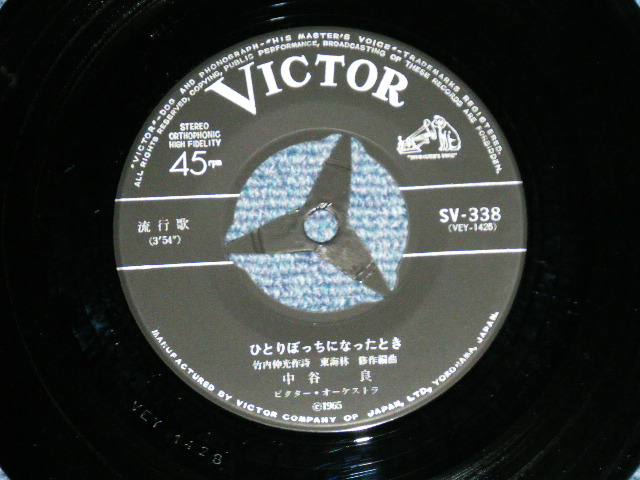 "VICTOR"-DOG AND PHONOGRAPH-"HIS MASTER'S VOICE"-TRADEMARKS REGISTERED.
ALL RIGHTS RESERVED, COPYING, PUBLIC PERFORMANCE, BROADCASTING OF THESE RECORDS ARE FORBIDDEN.
VICTOR
STEREO
ORTHOPHONIC
HIGH FIDELITY
45rpm
"HIS MASTER'S VOICE"
流行歌
(3'54")
SV-338
(VEY-1428)
ひとりぼっちになったとき
竹内伸光作詩 東海林 修作編曲
中谷 良
ビクター・オーケストラ
©1965
MANUFACTURED BY VICTOR COMPANY OF JAPAN, LTD, YOKOHAMA, JAPAN.
VEY 1428